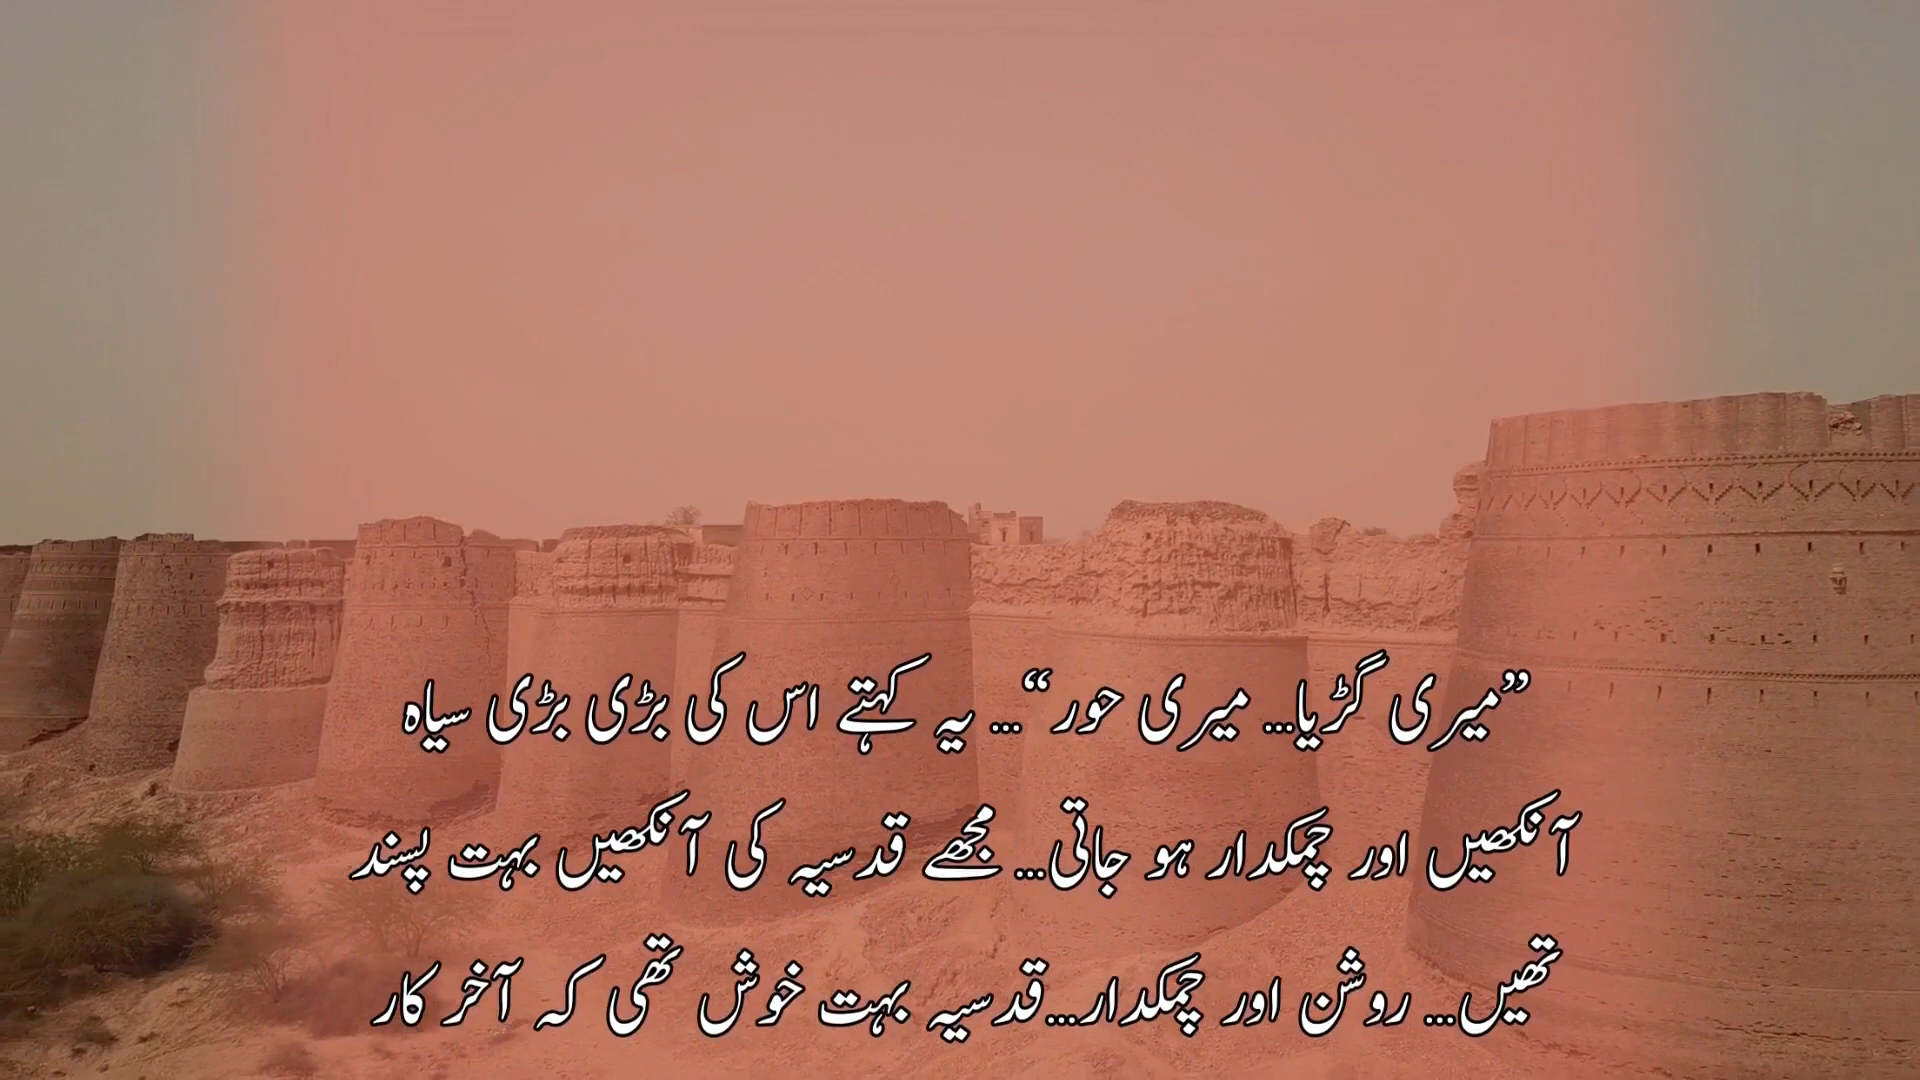 ”میری گڑیا... میری حور“... یہ کہتے اس کی بڑی بڑی سیاہ
آنکھیں اور چمکدار ہو جاتی... مجھے قدسیہ کی آنکھیں بہت پسند
تھیں... روشن اور چمکدار...قدسیہ بہت خوش تھی کہ آخر کار